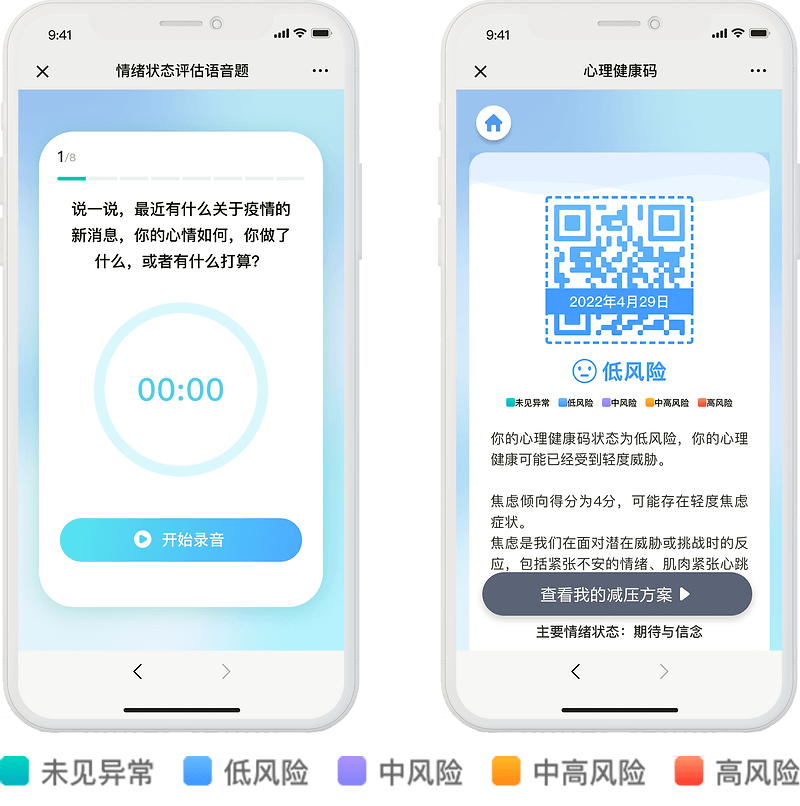 9:41
情绪状态评估语音题
1/8
说一说，最近有什么关于疫情的
新消息，你的心情如何，你做了
什么，或者有什么打算?
00:00
开始录音
9:41
心理健康码
2022年4月29日
低风险
未见异常 低风险 中风险 中高风险 高风险
你的心理健康码状态为低风险，你的心理
健康可能已经受到轻度威胁。
焦虑倾向得分为4分，可能存在轻度焦虑
症状。
焦虑是我们在面对潜在威胁或挑战时的反
应，包括紧张不安的情绪、肌肉紧张心跳
查看我的减压方案
主要情绪状态：期待与信念
未见异常 低风险 中风险 中高风险 高风险